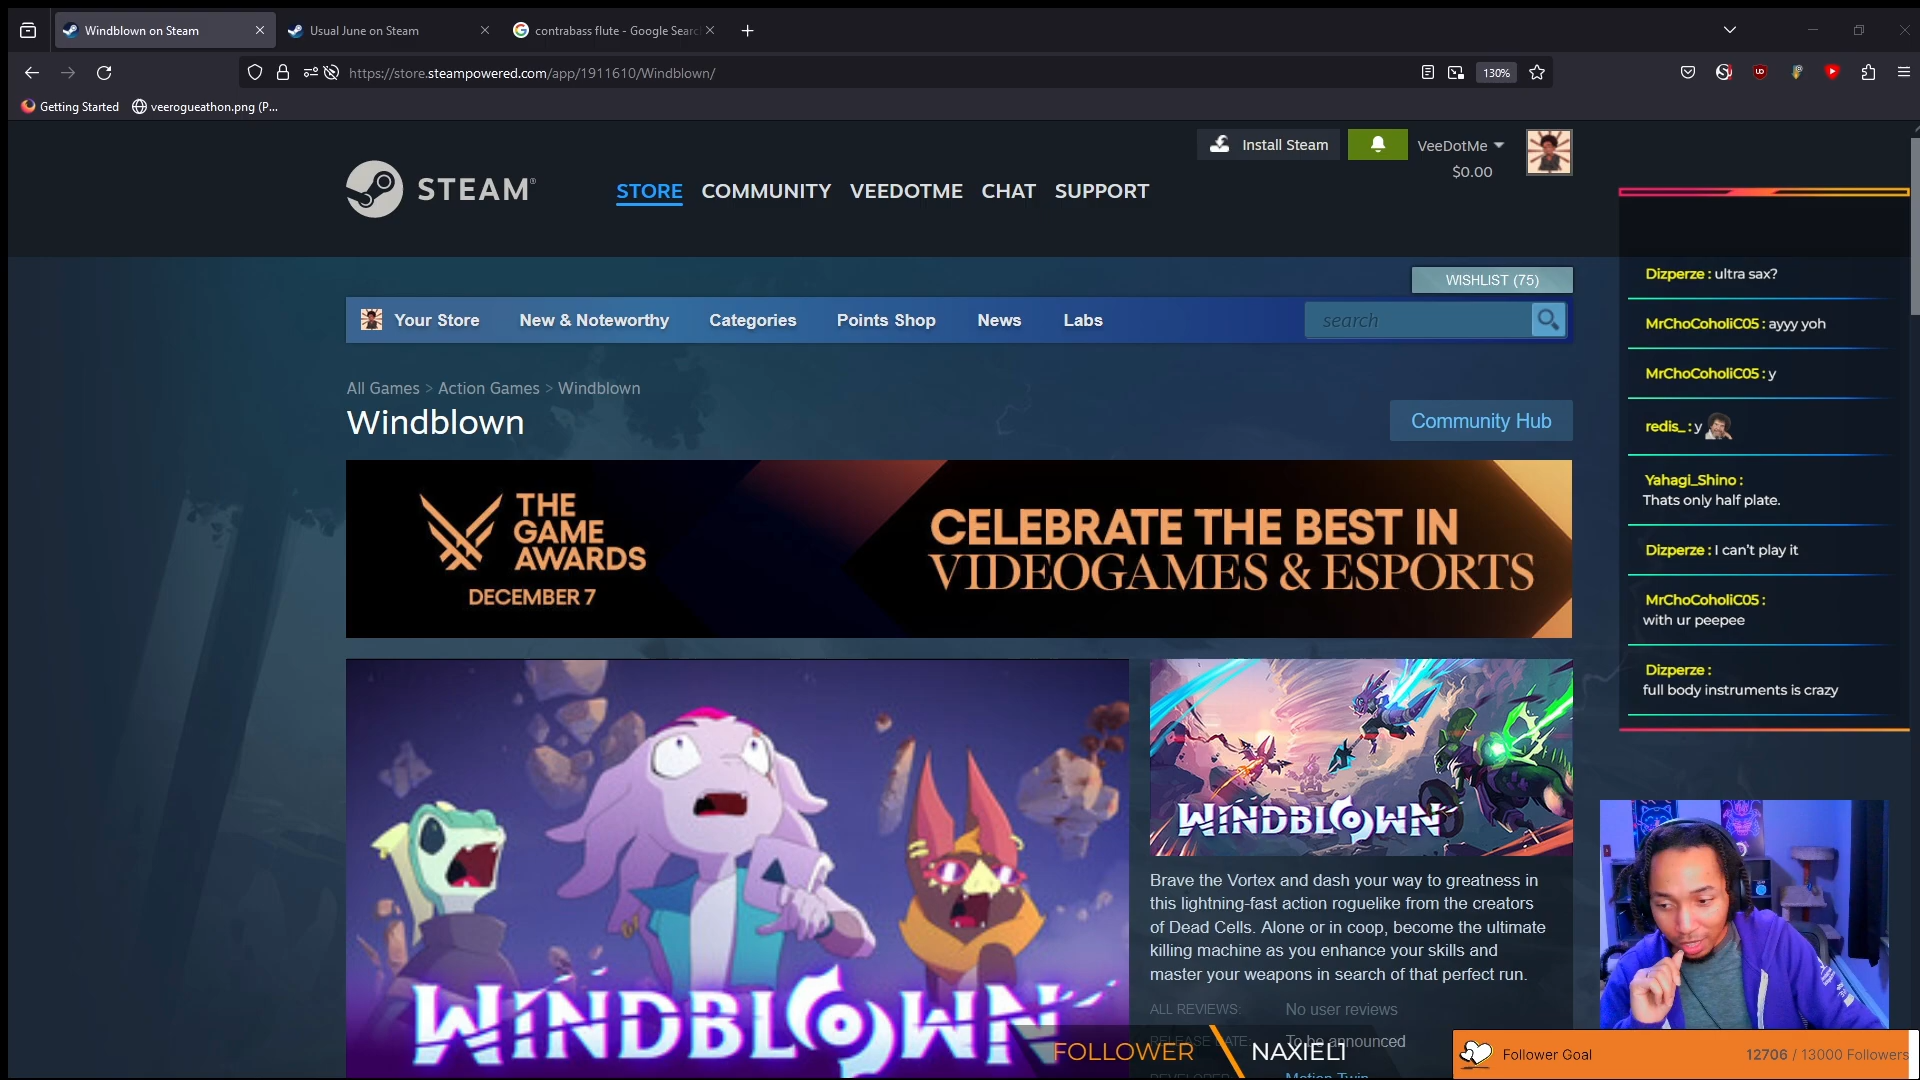 Windblown on Steam
Usual June on Steam
contrabass flute - Google Searc
https://store.steampowered.com/app/1911610/Windblown/
130%
Getting Started
veerogueathon.png (P...
Install Steam
VeeDotMe
$0.00
STEAM®
STORE
COMMUNITY
VEEDOTME
CHAT
SUPPORT
WISHLIST (75)
Your Store
New & Noteworthy
Categories
Points Shop
News
Labs
search
All Games > Action Games > Windblown
Windblown
Community Hub
THE
GAME
AWARDS
DECEMBER 7
CELEBRATE THE BEST IN
VIDEOGAMES & ESPORTS
WINDBLOWN
WINDBLOWN
Brave the Vortex and dash your way to greatness in
this lightning-fast action roguelike from the creators
of Dead Cells. Alone or in coop, become the ultimate
killing machine as you enhance your skills and
master your weapons in search of that perfect run.
ALL REVIEWS: No user reviews
RELEASE DATE: To be announced
DEVELOPER: Motion Twin
Dizperze : ultra sax?
MrChoCoholiC05 : ayyy yoh
MrChoCoholiC05 : y
redis_ : y
Yahagi_Shino :
Thats only half plate.
Dizperze : I can't play it
MrChoCoholiC05 :
with ur peepee
Dizperze :
full body instruments is crazy
FOLLOWER
NAXIELI
Follower Goal
12706 / 13000 Followers